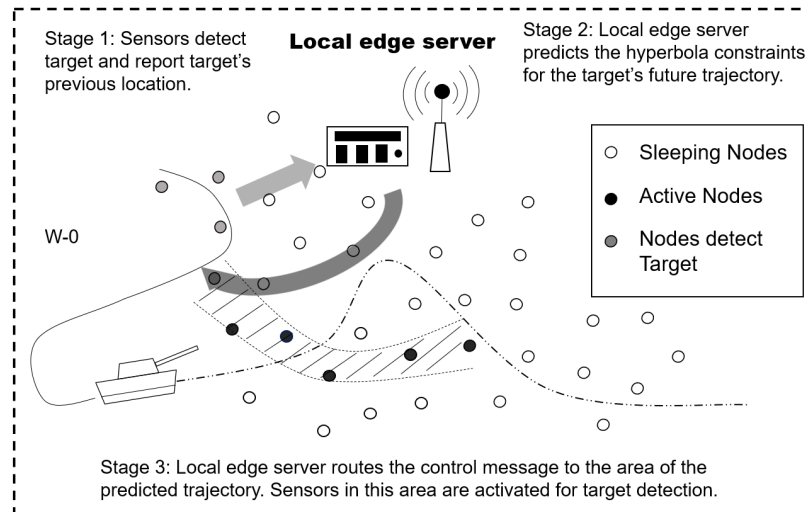 Stage 1: Sensors detect
target and report target's
previous location.
Local edge server
Stage 2: Local edge server
predicts the hyperbola constraints
for the target's future trajectory.
Sleeping Nodes
Active Nodes
Nodes detect
Target
W-0
Stage 3: Local edge server routes the control message to the area of the
predicted trajectory. Sensors in this area are activated for target detection.